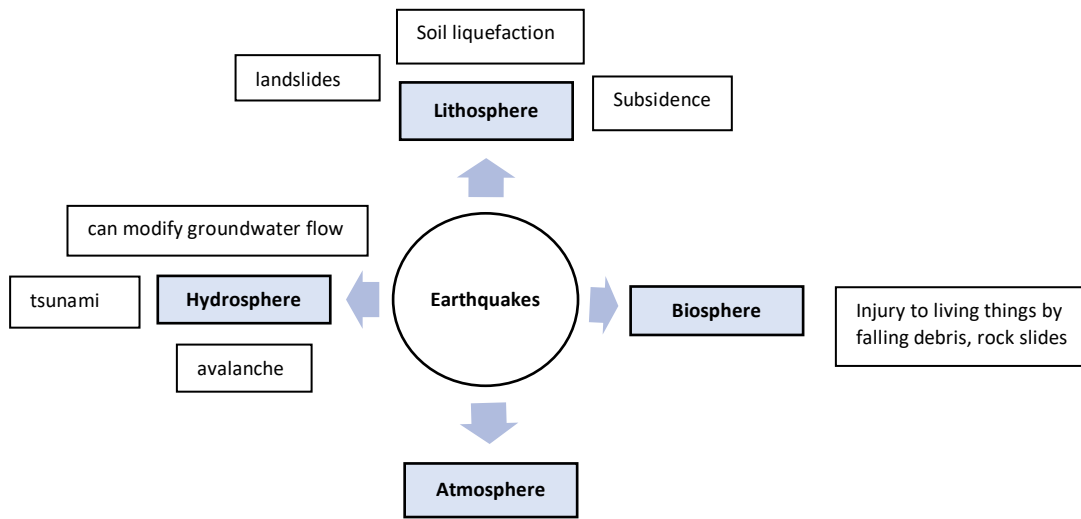 Soil liquefaction
landslides
Lithosphere
Subsidence
can modify groundwater flow
tsunami
Hydrosphere
Earthquakes
Biosphere
Injury to living things by
falling debris, rock slides
avalanche
Atmosphere